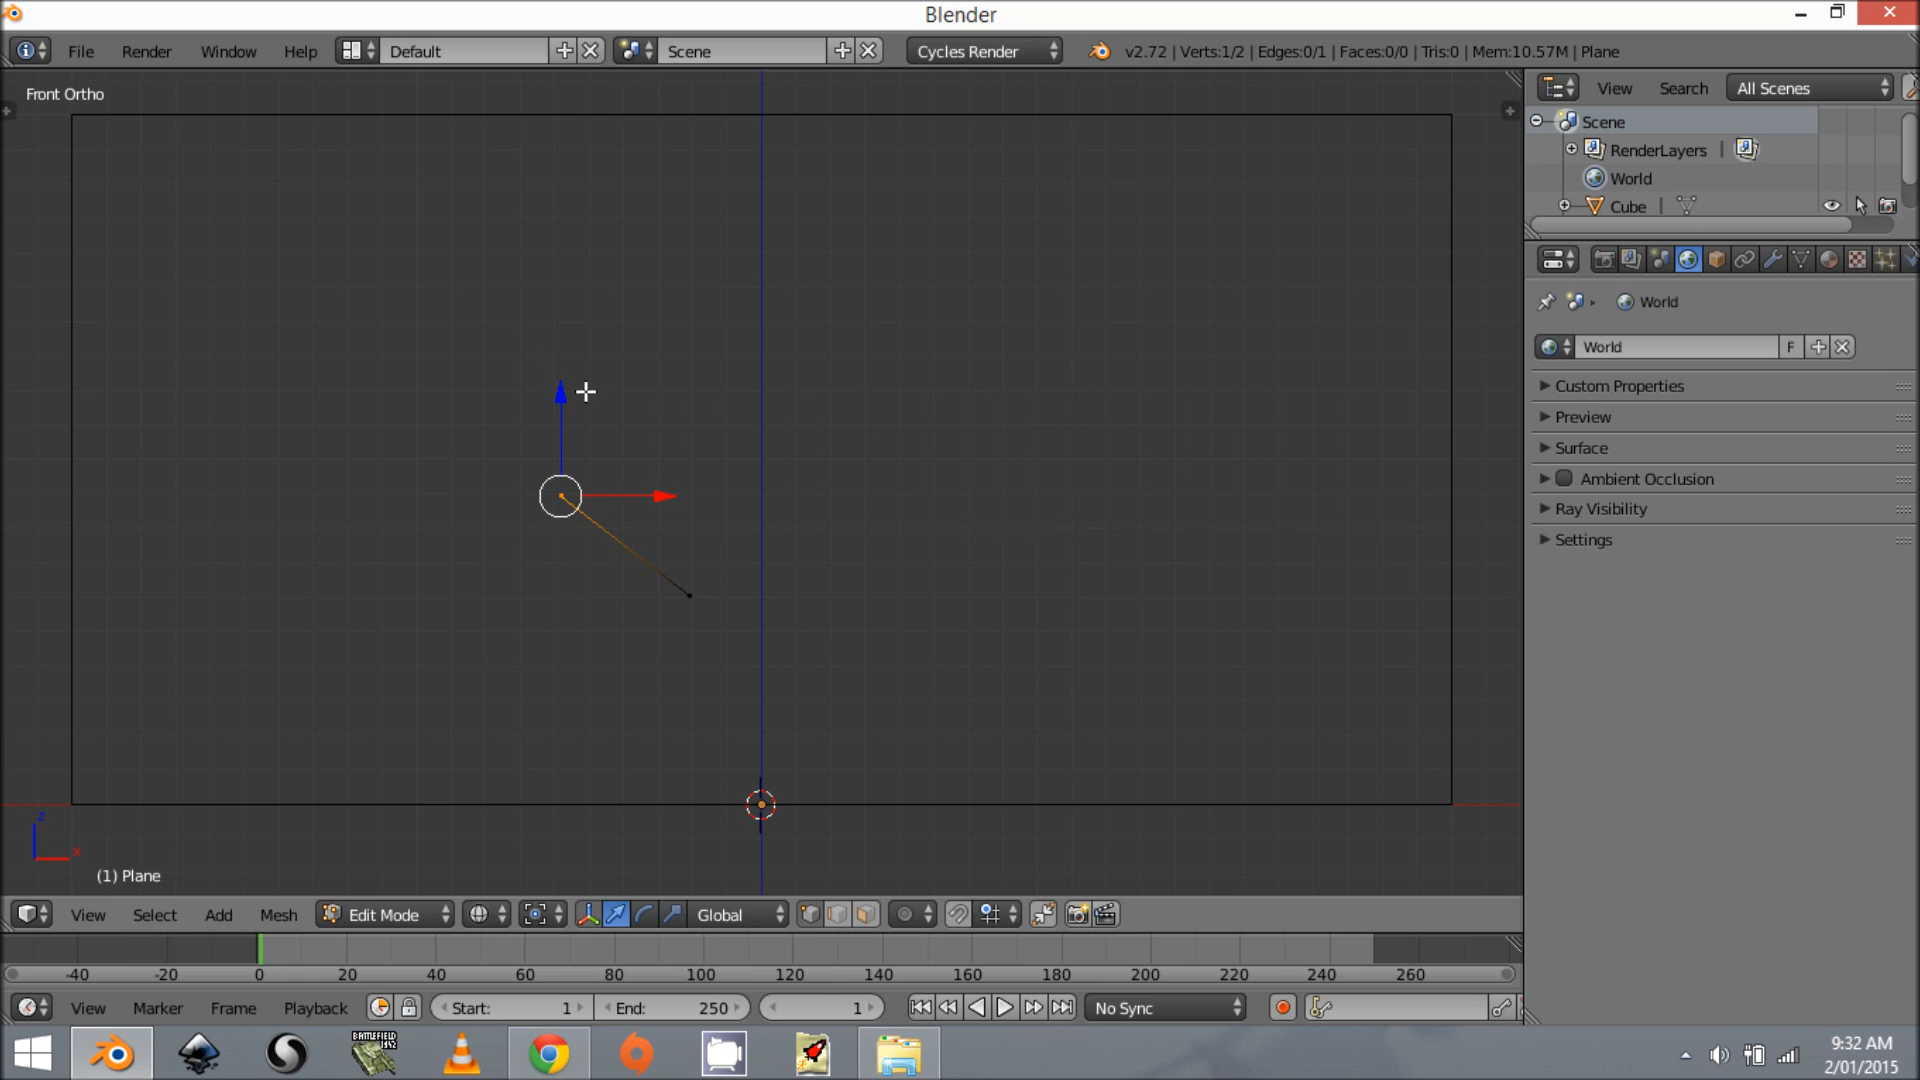 Blender
File Render Window Help Default Scene Cycles Render v2.72 | Verts:1/2 | Edges:0/1 | Faces:0/0 | Tris:0 | Mem:10.57M | Plane
Front Ortho
View Search All Scenes
Scene
RenderLayers |
World
Cube |
World
World F
Custom Properties
Preview
Surface
Ambient Occlusion
Ray Visibility
Settings
z
x
(1) Plane
View Select Add Mesh Edit Mode Global
-40 -20 0 20 40 60 80 100 120 140 160 180 200 220 240 260
View Marker Frame Playback Start: 1 End: 250 1 No Sync
BATTLEFIELD
1942
9:32 AM
2/01/2015